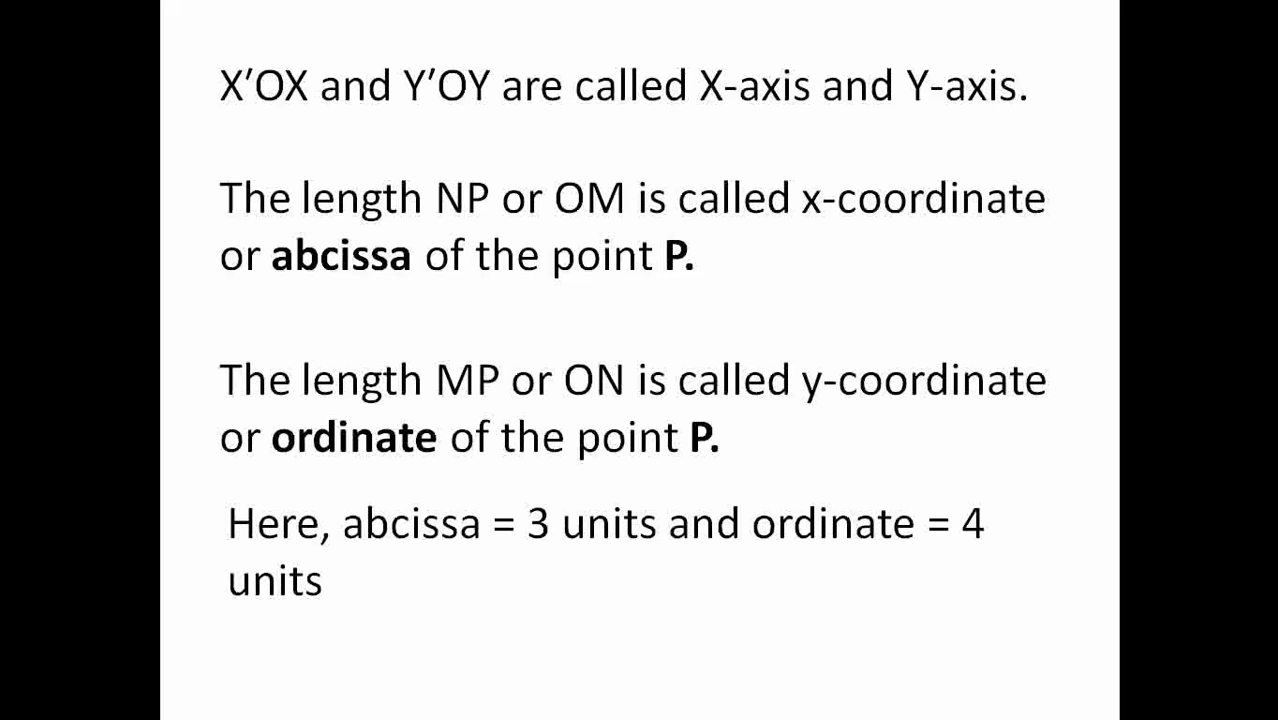 X′OX and Y′OY are called X-axis and Y-axis.
The length NP or OM is called x-coordinate
or abcissa of the point P.
The length MP or ON is called y-coordinate
or ordinate of the point P.
Here, abcissa = 3 units and ordinate = 4
units